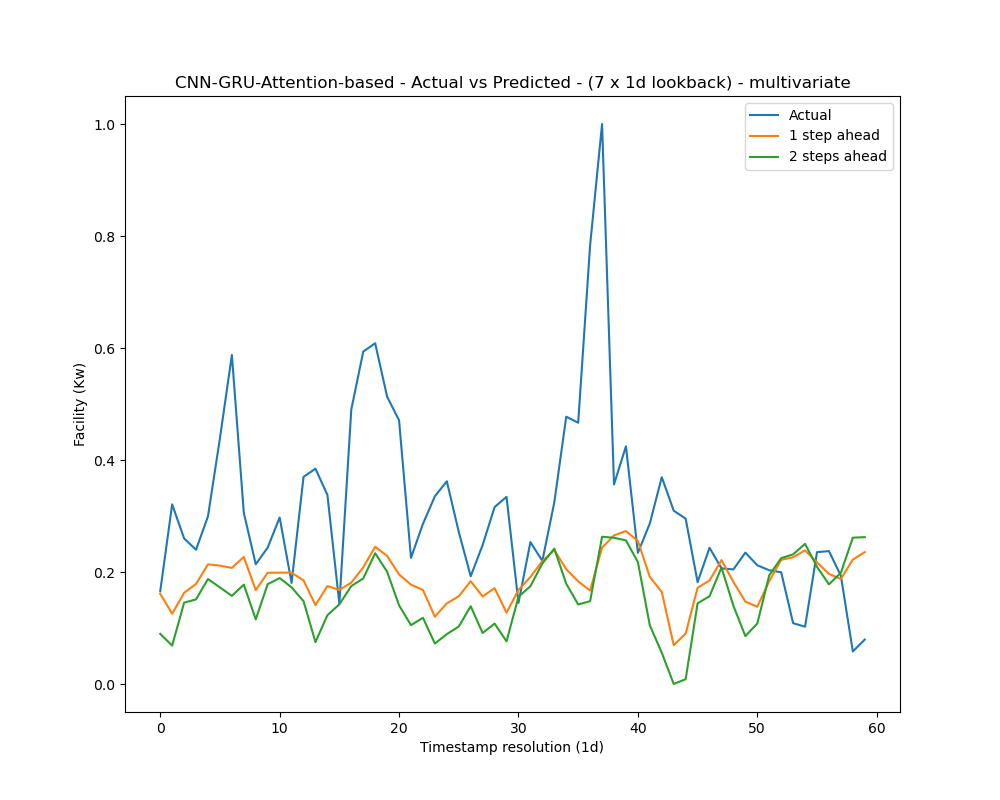 CNN-GRU-Attention-based - Actual vs Predicted - (7 x 1d lookback) - multivariate
Actual
1 step ahead
2 steps ahead
1.0
0.8
0.6
0.4
0.2
0.0
Facility (Kw)
0 10 20 30 40 50 60
Timestamp resolution (1d)